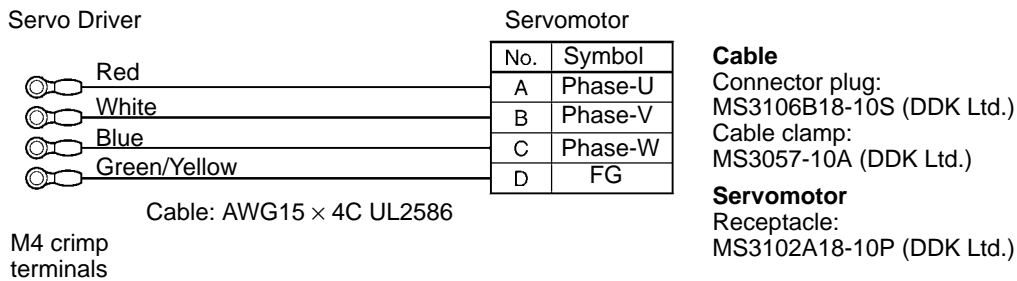 Servo Driver
Servomotor
No. Symbol
Red A Phase-U
White B Phase-V
Blue C Phase-W
Green/Yellow D FG
Cable: AWG15 × 4C UL2586
M4 crimp
terminals
Cable
Connector plug:
MS3106B18-10S (DDK Ltd.)
Cable clamp:
MS3057-10A (DDK Ltd.)
Servomotor
Receptacle:
MS3102A18-10P (DDK Ltd.)